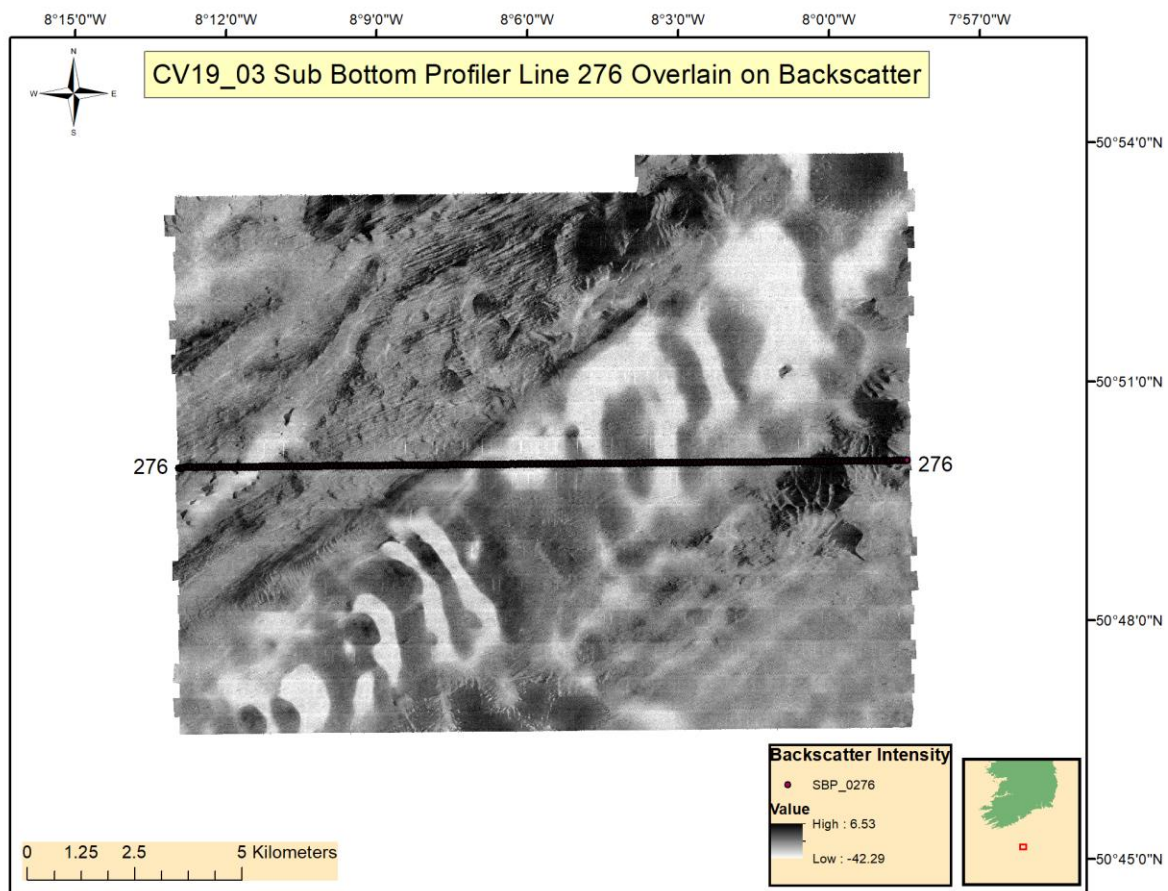 8°15'0"W 8°12'0"W 8°9'0"W 8°6'0"W 8°3'0"W 8°0'0"W 7°57'0"W
N
W E
S
CV19_03 Sub Bottom Profiler Line 276 Overlain on Backscatter
50°54'0"N
50°51'0"N
276 276
50°48'0"N
Backscatter Intensity
SBP_0276
Value
High : 6.53
Low : -42.29
0 1.25 2.5 5 Kilometers
50°45'0"N